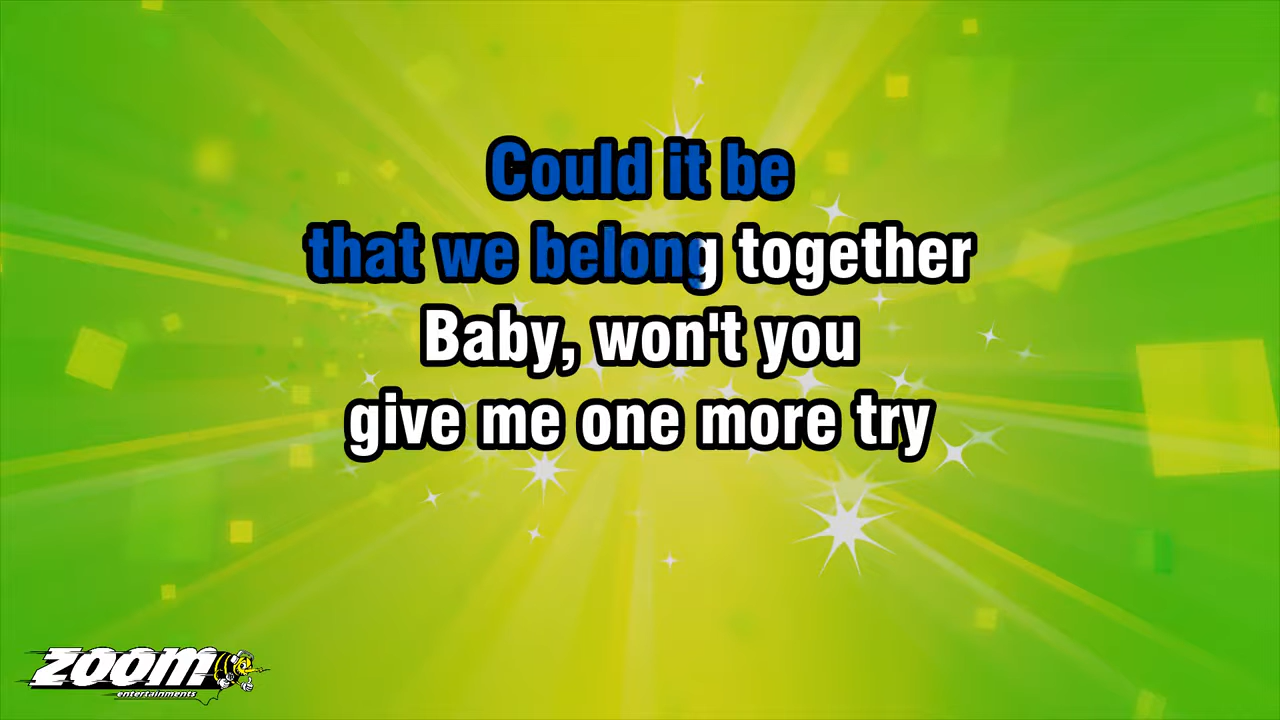 Could it be
that we belong together
Baby, won't you
give me one more try
zoom
entertainments